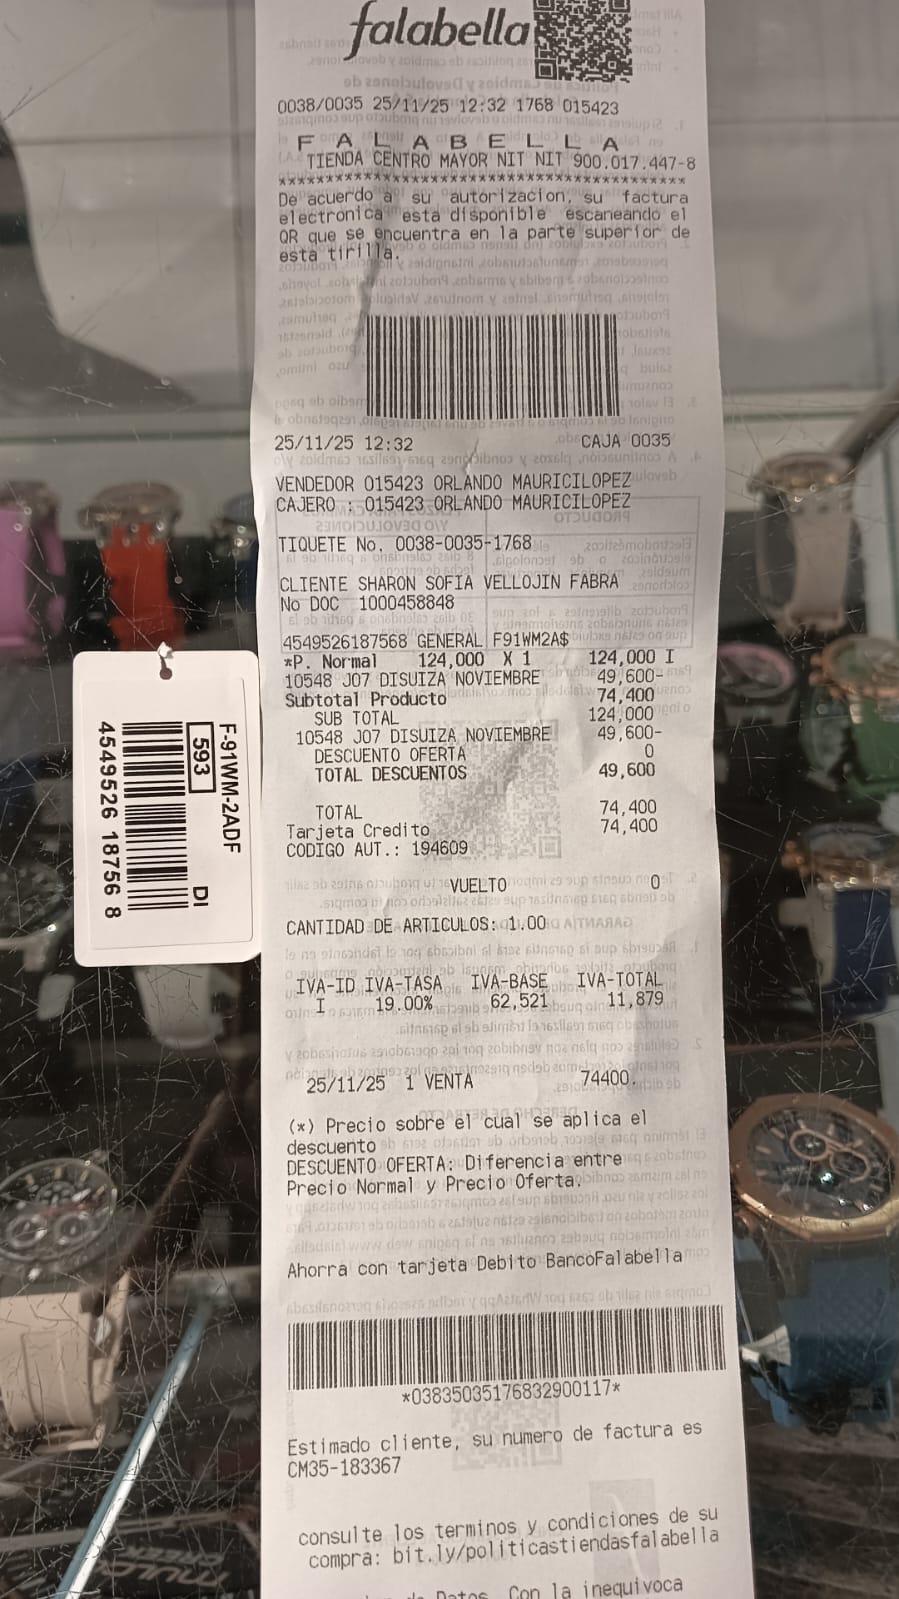 falabella
0038/0035 25/11/25 12:32 1768 015423
F A L A B E L L A
TIENDA CENTRO MAYOR NIT NIT 900.017.447-8
******************************************
De acuerdo a su autorizacion, su factura
electronica esta disponible escaneando el
QR que se encuentra en la parte superior de
esta tirilla.
25/11/25 12:32 CAJA 0035
VENDEDOR 015423 ORLANDO MAURICILOPEZ
CAJERO : 015423 ORLANDO MAURICILOPEZ
TIQUETE No. 0038-0035-1768
CLIENTE SHARON SOFIA VELLOJIN FABRA
No DOC 1000458848
4549526187568 GENERAL F91WM2A$
*P. Normal 124,000 X 1 124,000 I
10548 J07 DISUIZA NOVIEMBRE 49,600-
Subtotal Producto 74,400
SUB TOTAL 124,000
10548 J07 DISUIZA NOVIEMBRE 49,600-
DESCUENTO OFERTA 0
TOTAL DESCUENTOS 49,600
TOTAL 74,400
Tarjeta Credito 74,400
CODIGO AUT.: 194609
VUELTO 0
CANTIDAD DE ARTICULOS: 1.00
IVA-ID IVA-TASA IVA-BASE IVA-TOTAL
I 19.00% 62,521 11,879
25/11/25 1 VENTA 74400.
(*) Precio sobre el cual se aplica el
descuento
DESCUENTO OFERTA: Diferencia entre
Precio Normal y Precio Oferta.
Ahorra con tarjeta Debito BancoFalabella
*03835035176832900117*
Estimado cliente, su numero de factura es
CM35-183367
consulte los terminos y condiciones de su
compra: bit.ly/politicastiendasfalabella
de Datos. Con la inequivoca
F-91WM-2ADF
593 DI
4549526 18756 8